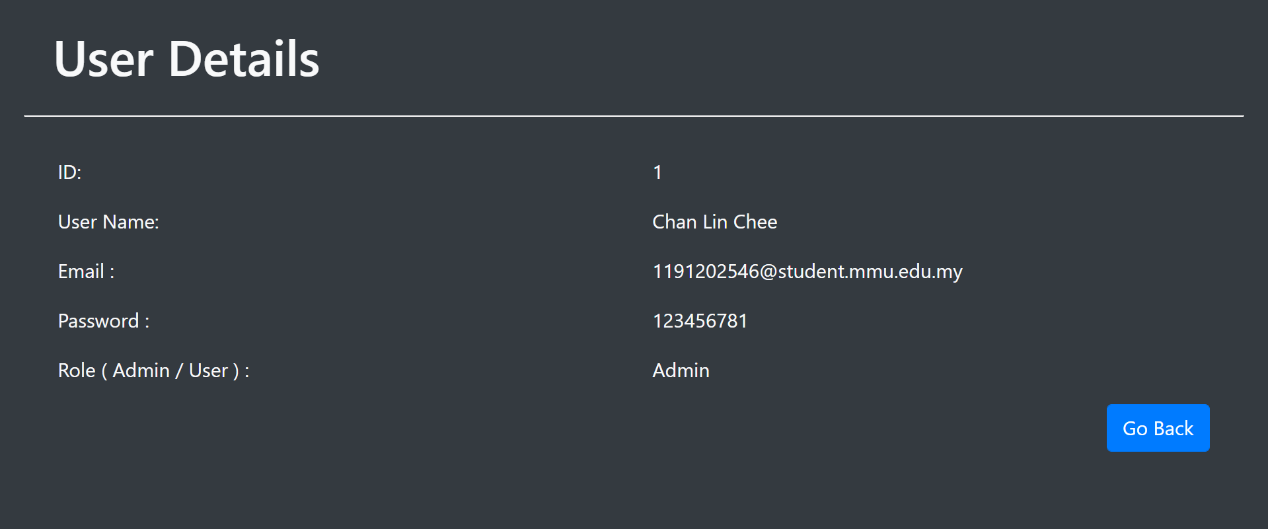 User Details
ID: 1
User Name: Chan Lin Chee
Email : 1191202546@student.mmu.edu.my
Password : 123456781
Role ( Admin / User ) : Admin
Go Back